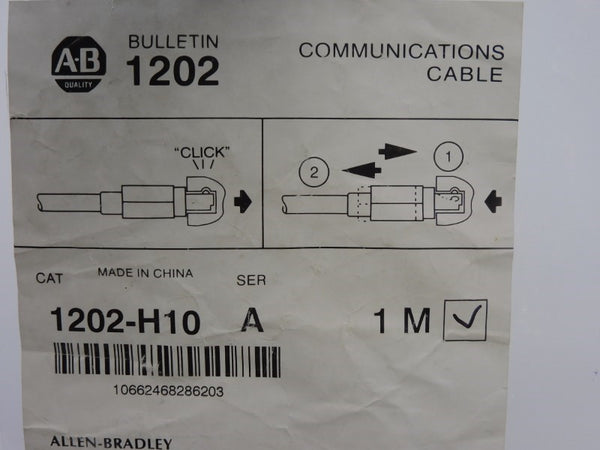 A-B
QUALITY
BULLETIN
1202
COMMUNICATIONS
CABLE
"CLICK"
2
1
CAT
MADE IN CHINA
SER
1202-H10 A
1 M
10662468286203
ALLEN-BRADLEY